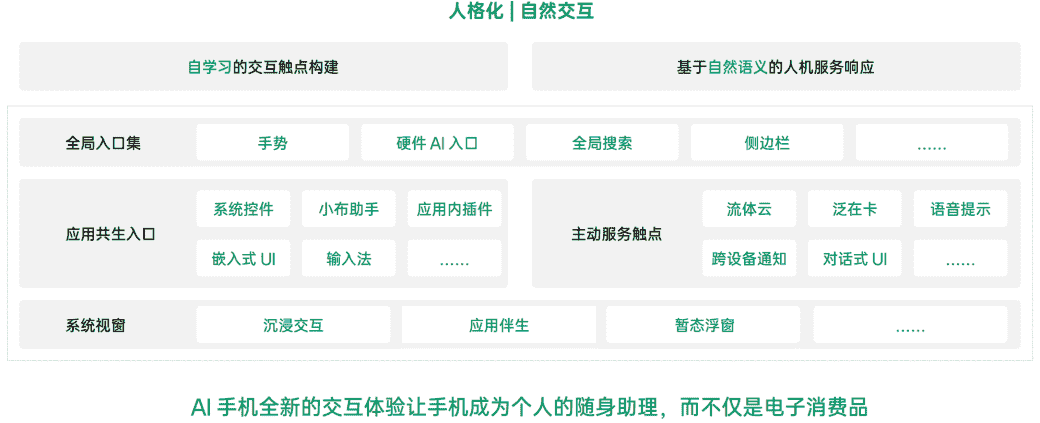 人格化 | 自然交互
自学习的交互触点构建
基于自然语义的人机服务响应
全局入口集
手势
硬件 AI 入口
全局搜索
侧边栏
......
应用共生入口
系统控件
小布助手
应用内插件
嵌入式 UI
输入法
......
主动服务触点
流体云
泛在卡
语音提示
跨设备通知
对话式 UI
......
系统视窗
沉浸交互
应用伴生
暂态浮窗
......
AI 手机全新的交互体验让手机成为个人的随身助理，而不仅是电子消费品